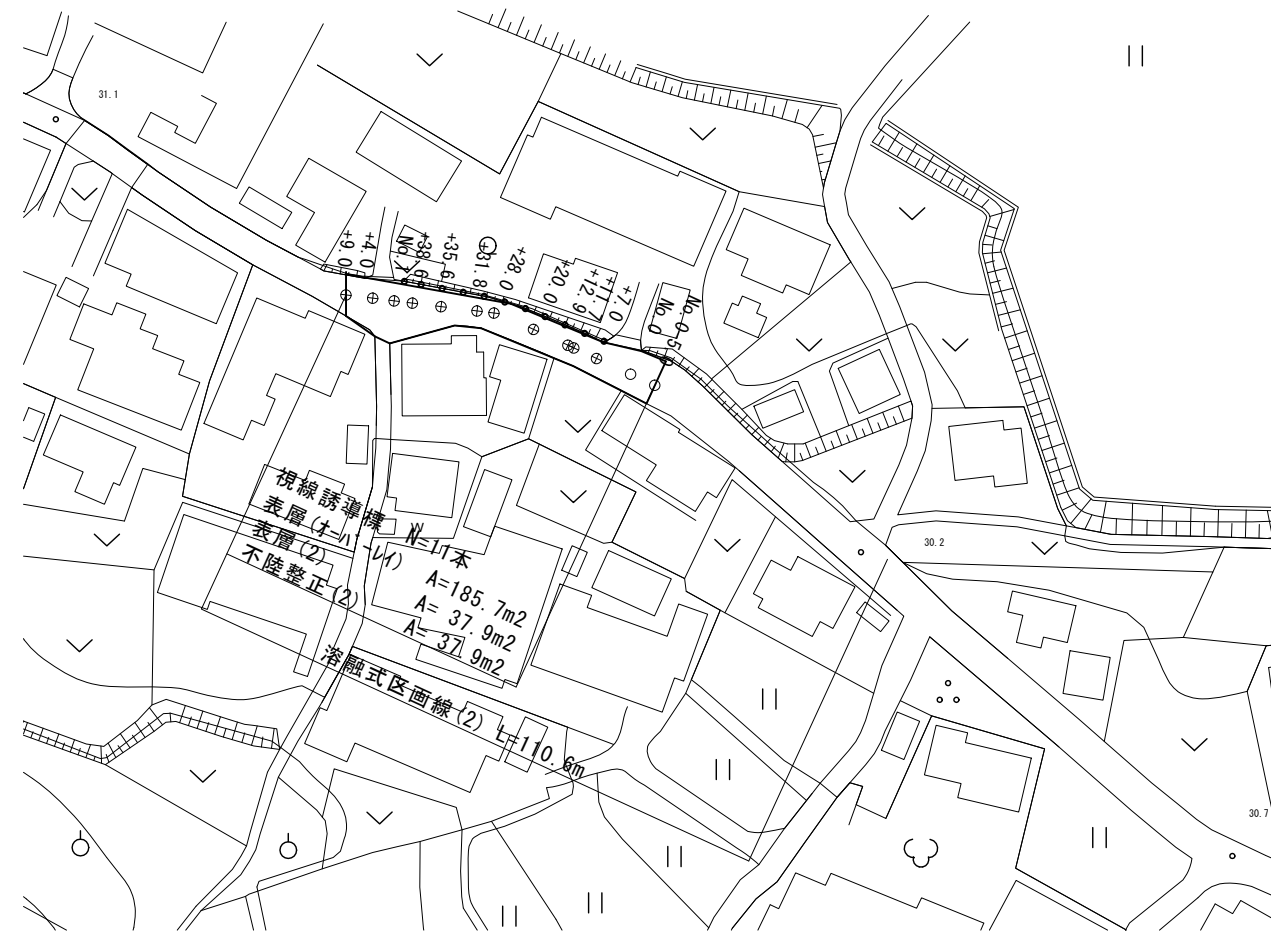 31.1
+9.0
+4.0
No.7
+38.6
+35.6
+31.8
+28.0
+20.0
+12.9
+11.7
+7.0
No.0
No.0-5
視線誘導標 N=11本
表層(オーバーレイ) A=185.7m2
表層(2) A= 37.9m2
不陸整正(2) A= 37.9m2
溶融式区画線(2) L=110.6m
30.2
30.7